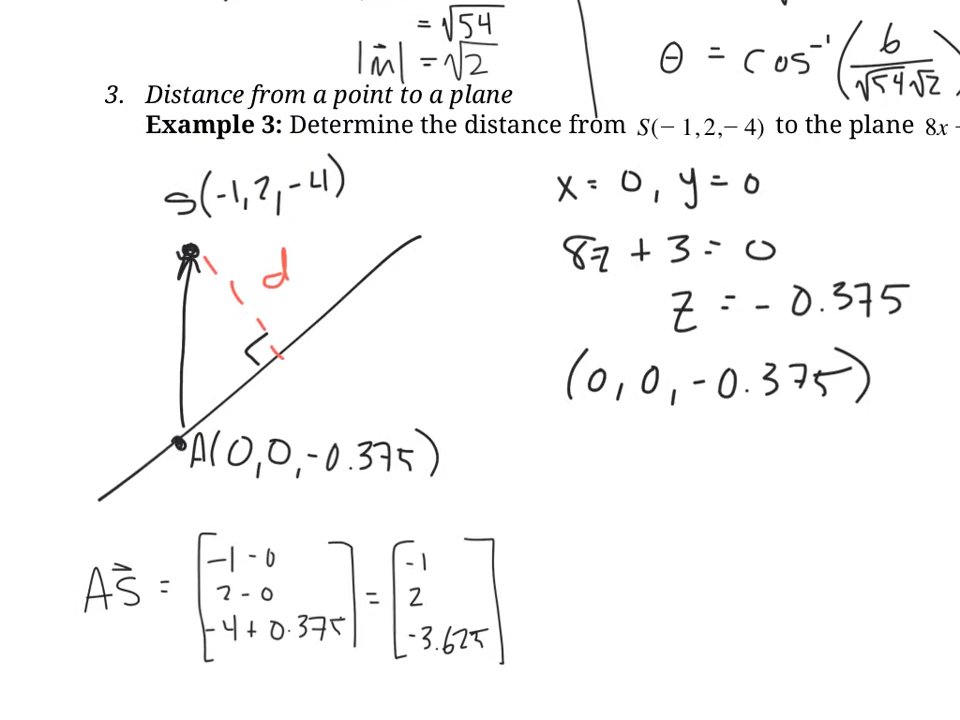 = √54
|n⃗| = √2
θ = cos⁻¹(6/√54√2)
3. Distance from a point to a plane
Example 3: Determine the distance from S(− 1,2,− 4) to the plane 8x −
S(-1,2,-4)
d
A(0,0,-0.375)
x = 0, y = 0
8z + 3 = 0
z = -0.375
(0,0,-0.375)
AS⃗ = [-1-0 = [-1
2-0 2
-4+0.375] -3.625]